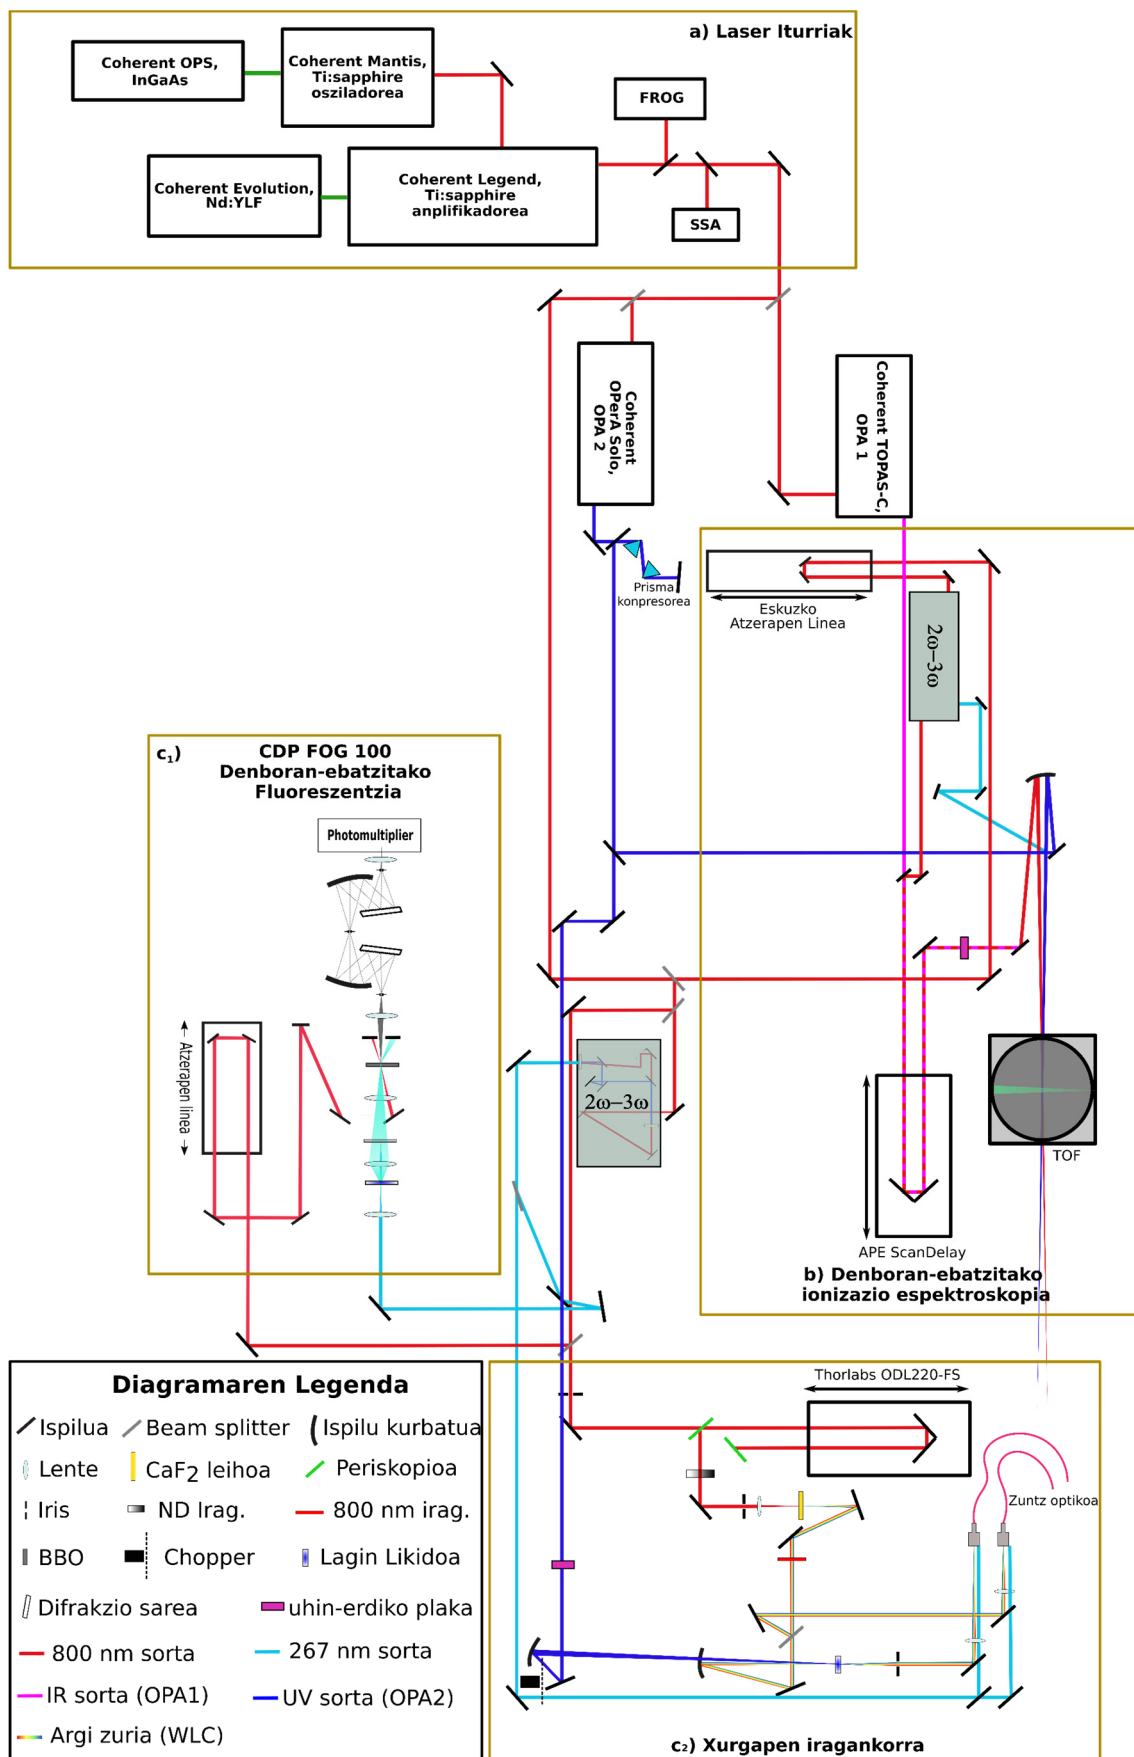 a) Laser Iturriak
Coherent OPS,
InGaAs
Coherent Mantis,
Ti:sapphire
osziladorea
FROG
Coherent Evolution,
Nd:YLF
Coherent Legend,
Ti:sapphire
anplifikadorea
SSA
Coherent
OPerA Solo,
OPA 2
Coherent TOPAS-C,
OPA 1
Prisma
konpresorea
Eskuzko
Atzerapen Linea
2ω-3ω
c₁)
CDP FOG 100
Denboran-ebatzitako
Fluoreszentzia
Photomultiplier
Atzerapen linea
2ω-3ω
TOF
APE ScanDelay
b) Denboran-ebatzitako
ionizazio espektroskopia
Diagramaren Legenda
Ispilua
Beam splitter
Ispilu kurbatua
Lente
CaF₂ leihoa
Periskopioa
Iris
ND Irag.
800 nm irag.
BBO
Chopper
Lagin Likidoa
Difrakzio sarea
uhin-erdiko plaka
800 nm sorta
267 nm sorta
IR sorta (OPA1)
UV sorta (OPA2)
Argi zuria (WLC)
Thorlabs ODL220-FS
Zuntz optikoa
c₂) Xurgapen iragankorra